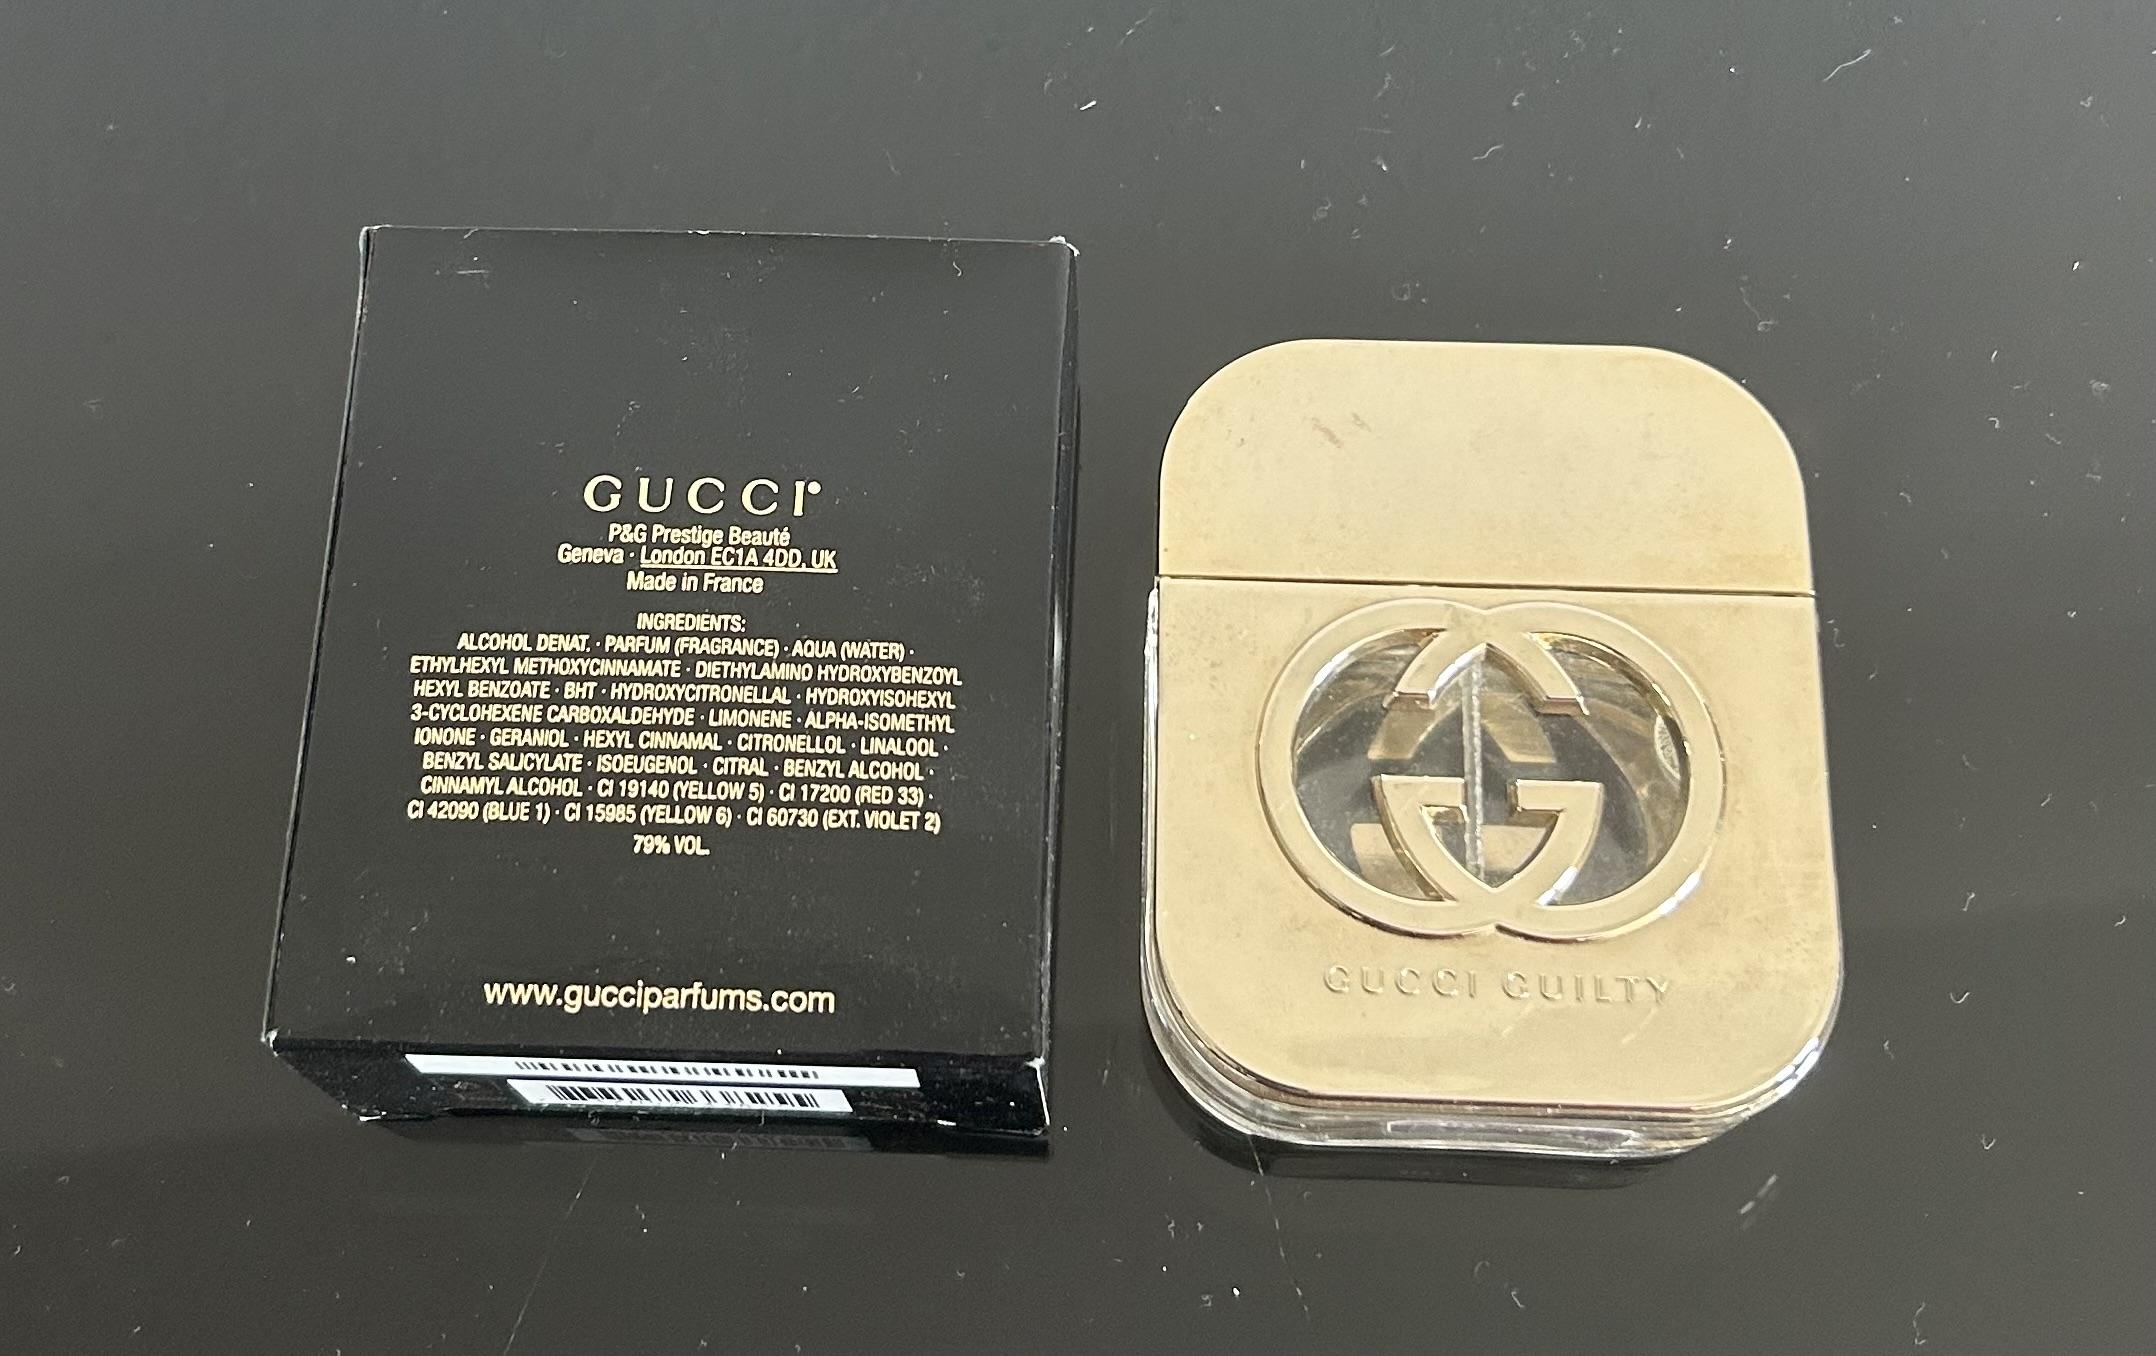 GUCCI
P&G Prestige Beauté
Geneva · London EC1A 4DD, UK
Made in France
INGREDIENTS:
ALCOHOL DENAT. · PARFUM (FRAGRANCE) · AQUA (WATER) ·
ETHYLHEXYL METHOXYCINNAMATE · DIETHYLAMINO HYDROXYBENZOYL
HEXYL BENZOATE · BHT · HYDROXYCITRONELLAL · HYDROXYISOHEXYL
3-CYCLOHEXENE CARBOXALDEHYDE · LIMONENE · ALPHA-ISOMETHYL
IONONE · GERANIOL · HEXYL CINNAMAL · CITRONELLOL · LINALOOL ·
BENZYL SALICYLATE · ISOEUGENOL · CITRAL · BENZYL ALCOHOL ·
CINNAMYL ALCOHOL · CI 19140 (YELLOW 5) · CI 17200 (RED 33) ·
CI 42090 (BLUE 1) · CI 15985 (YELLOW 6) · CI 60730 (EXT. VIOLET 2)
79% VOL.
www.gucciparfums.com
GUCCI GUILTY